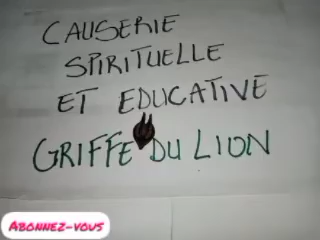 CAUSERIE
SPIRITUELLE
ET EDUCATIVE
GRIFFE DU LION
ABONNEZ-VOUS